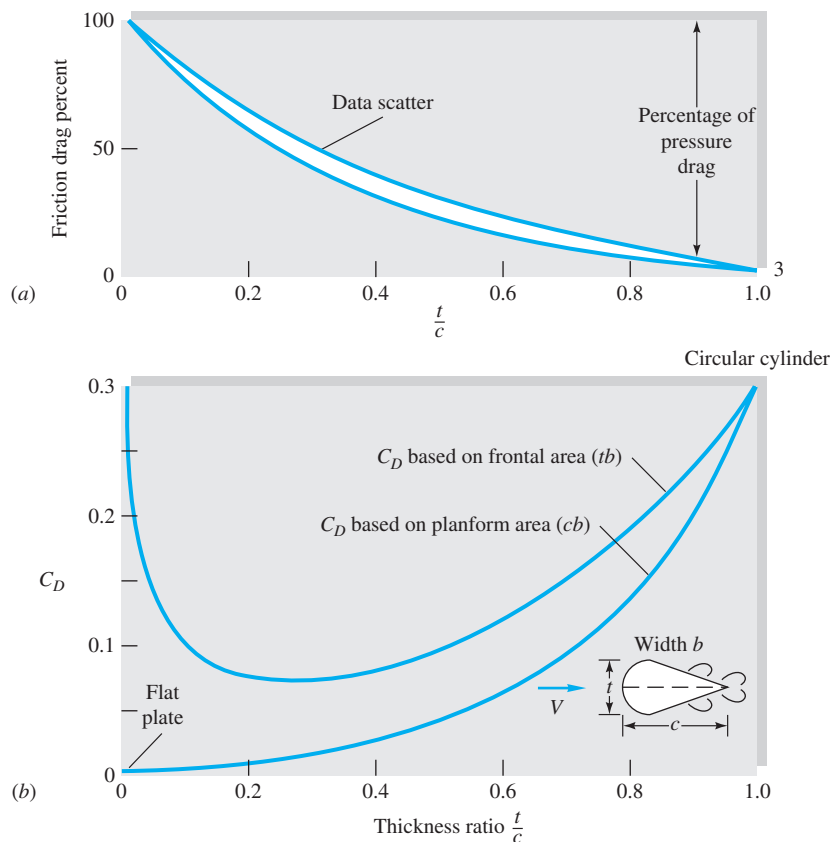 100
50
0
Friction drag percent
Data scatter
Percentage of
pressure
drag
3
(a)
0
0.2
0.4
0.6
0.8
1.0
t
c
Circular cylinder
0.3
0.2
0.1
0
C_D
C_D based on frontal area (tb)
C_D based on planform area (cb)
Width b
t
V
c
Flat
plate
(b)
0
0.2
0.4
0.6
0.8
1.0
Thickness ratio t/c